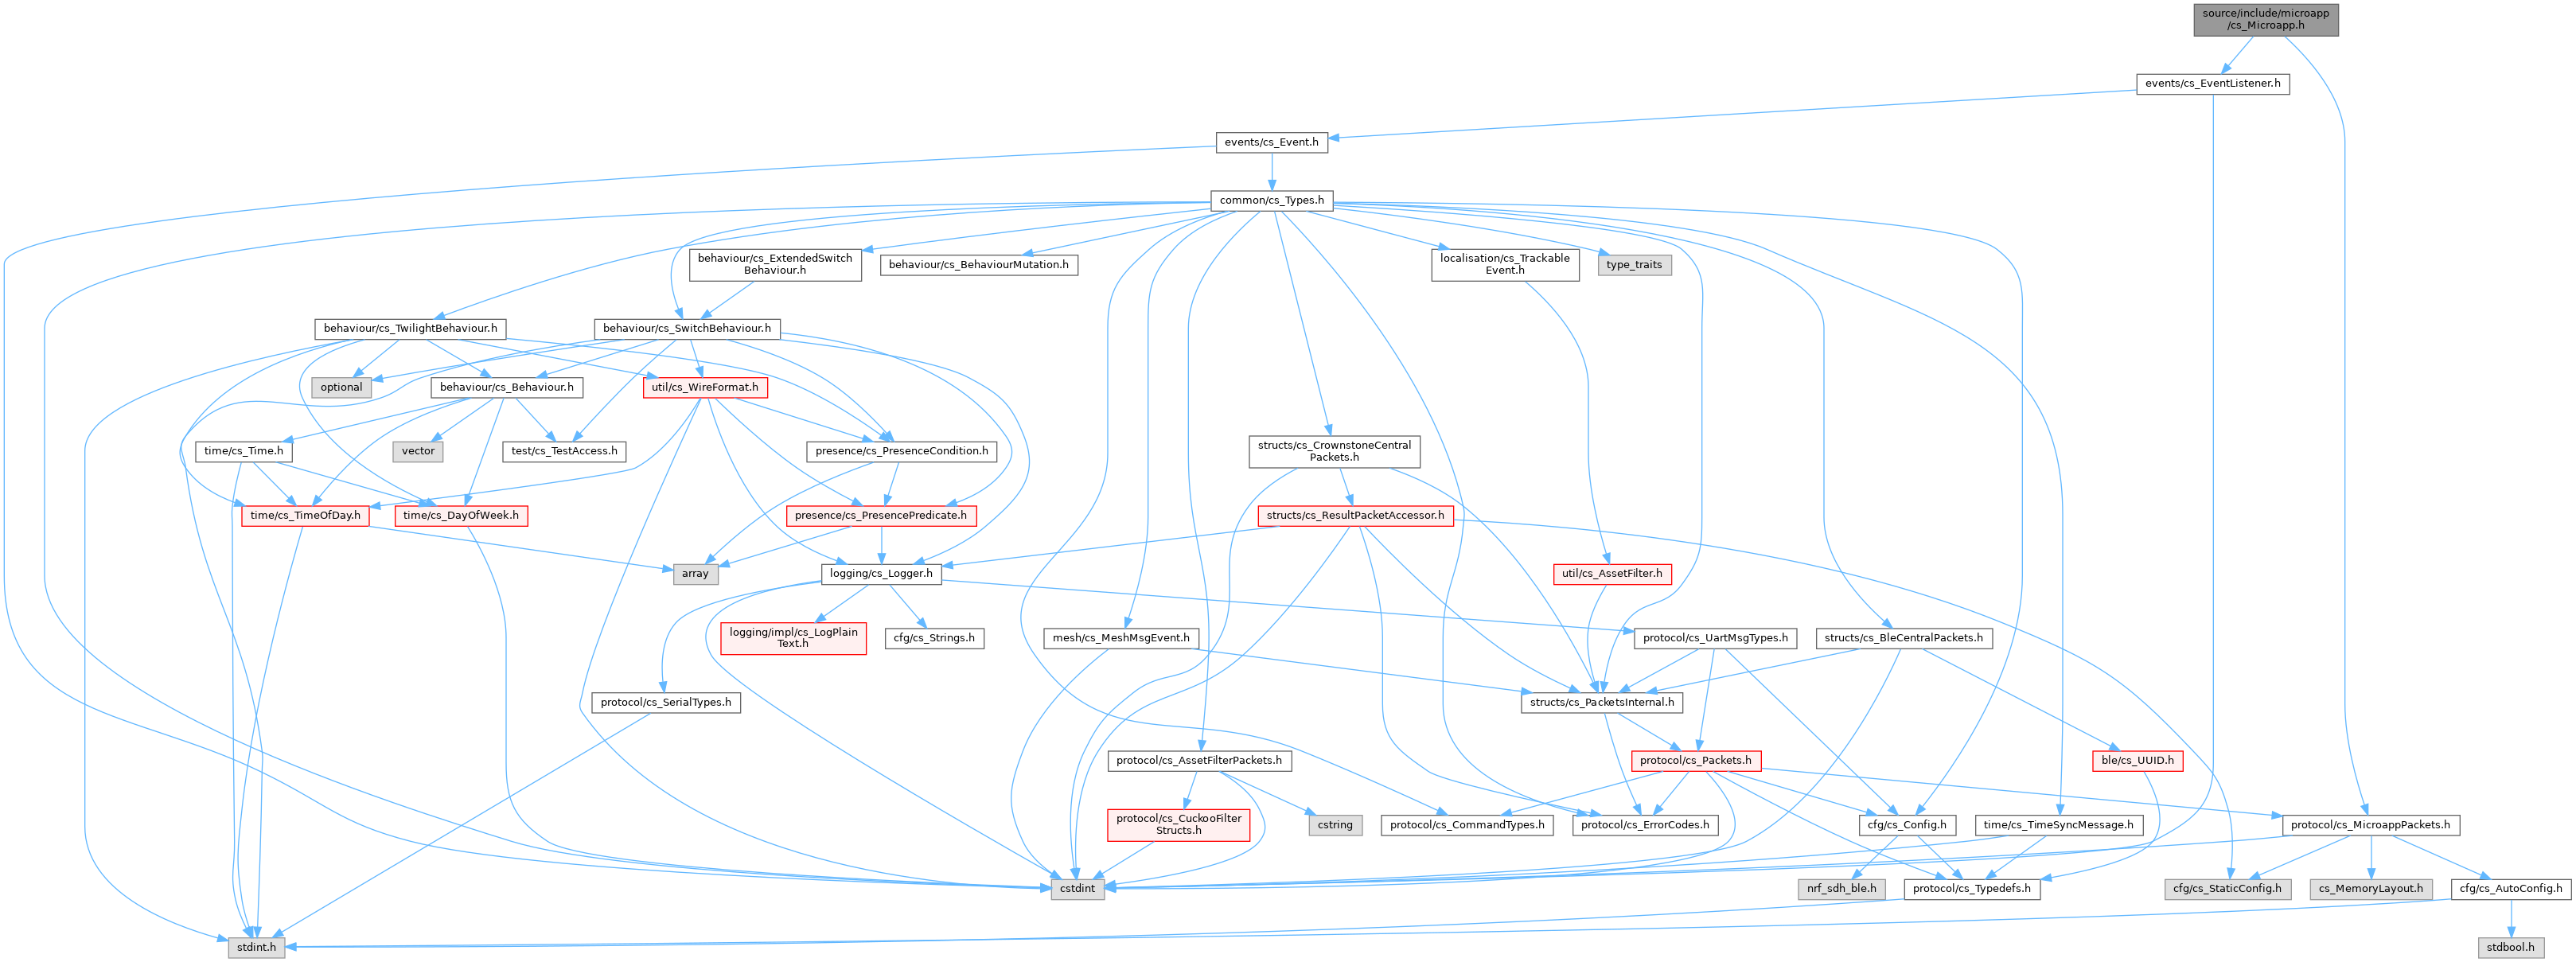 source/include/microapp
/cs_Microapp.h
events/cs_EventListener.h
events/cs_Event.h
common/cs_Types.h
behaviour/cs_ExtendedSwitch
Behaviour.h
behaviour/cs_BehaviourMutation.h
localisation/cs_Trackable
Event.h
type_traits
behaviour/cs_TwilightBehaviour.h
behaviour/cs_SwitchBehaviour.h
optional
behaviour/cs_Behaviour.h
util/cs_WireFormat.h
time/cs_Time.h
vector
test/cs_TestAccess.h
presence/cs_PresenceCondition.h
structs/cs_CrownstoneCentral
Packets.h
time/cs_TimeOfDay.h
time/cs_DayOfWeek.h
presence/cs_PresencePredicate.h
structs/cs_ResultPacketAccessor.h
array
logging/cs_Logger.h
util/cs_AssetFilter.h
logging/impl/cs_LogPlain
Text.h
cfg/cs_Strings.h
mesh/cs_MeshMsgEvent.h
protocol/cs_UartMsgTypes.h
structs/cs_BleCentralPackets.h
protocol/cs_SerialTypes.h
structs/cs_PacketsInternal.h
protocol/cs_AssetFilterPackets.h
protocol/cs_Packets.h
ble/cs_UUID.h
protocol/cs_CuckooFilter
Structs.h
cstring
protocol/cs_CommandTypes.h
protocol/cs_ErrorCodes.h
cfg/cs_Config.h
time/cs_TimeSyncMessage.h
protocol/cs_MicroappPackets.h
cstdint
nrf_sdh_ble.h
protocol/cs_Typedefs.h
cfg/cs_StaticConfig.h
cs_MemoryLayout.h
cfg/cs_AutoConfig.h
stdint.h
stdbool.h